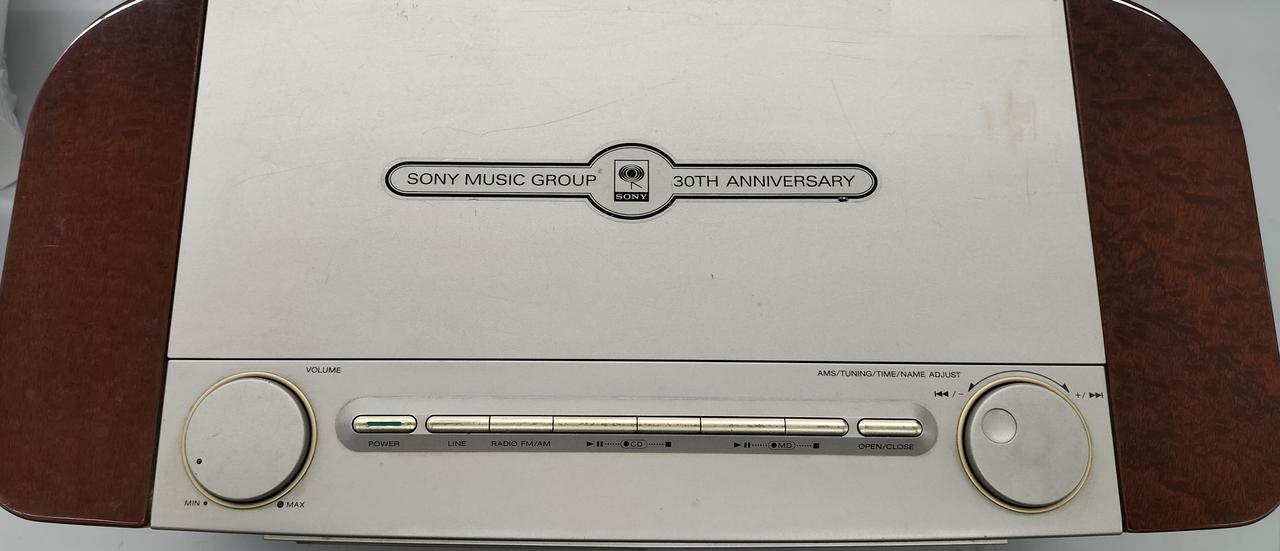 SONY MUSIC GROUP SONY 30TH ANNIVERSARY
VOLUME
AMS/TUNING/TIME/NAME ADJUST
⏮ / − + / ⏭
POWER LINE RADIO FM/AM ▶⏸······●CD······■ ▶⏸······●MD······■ OPEN/CLOSE
MIN MAX